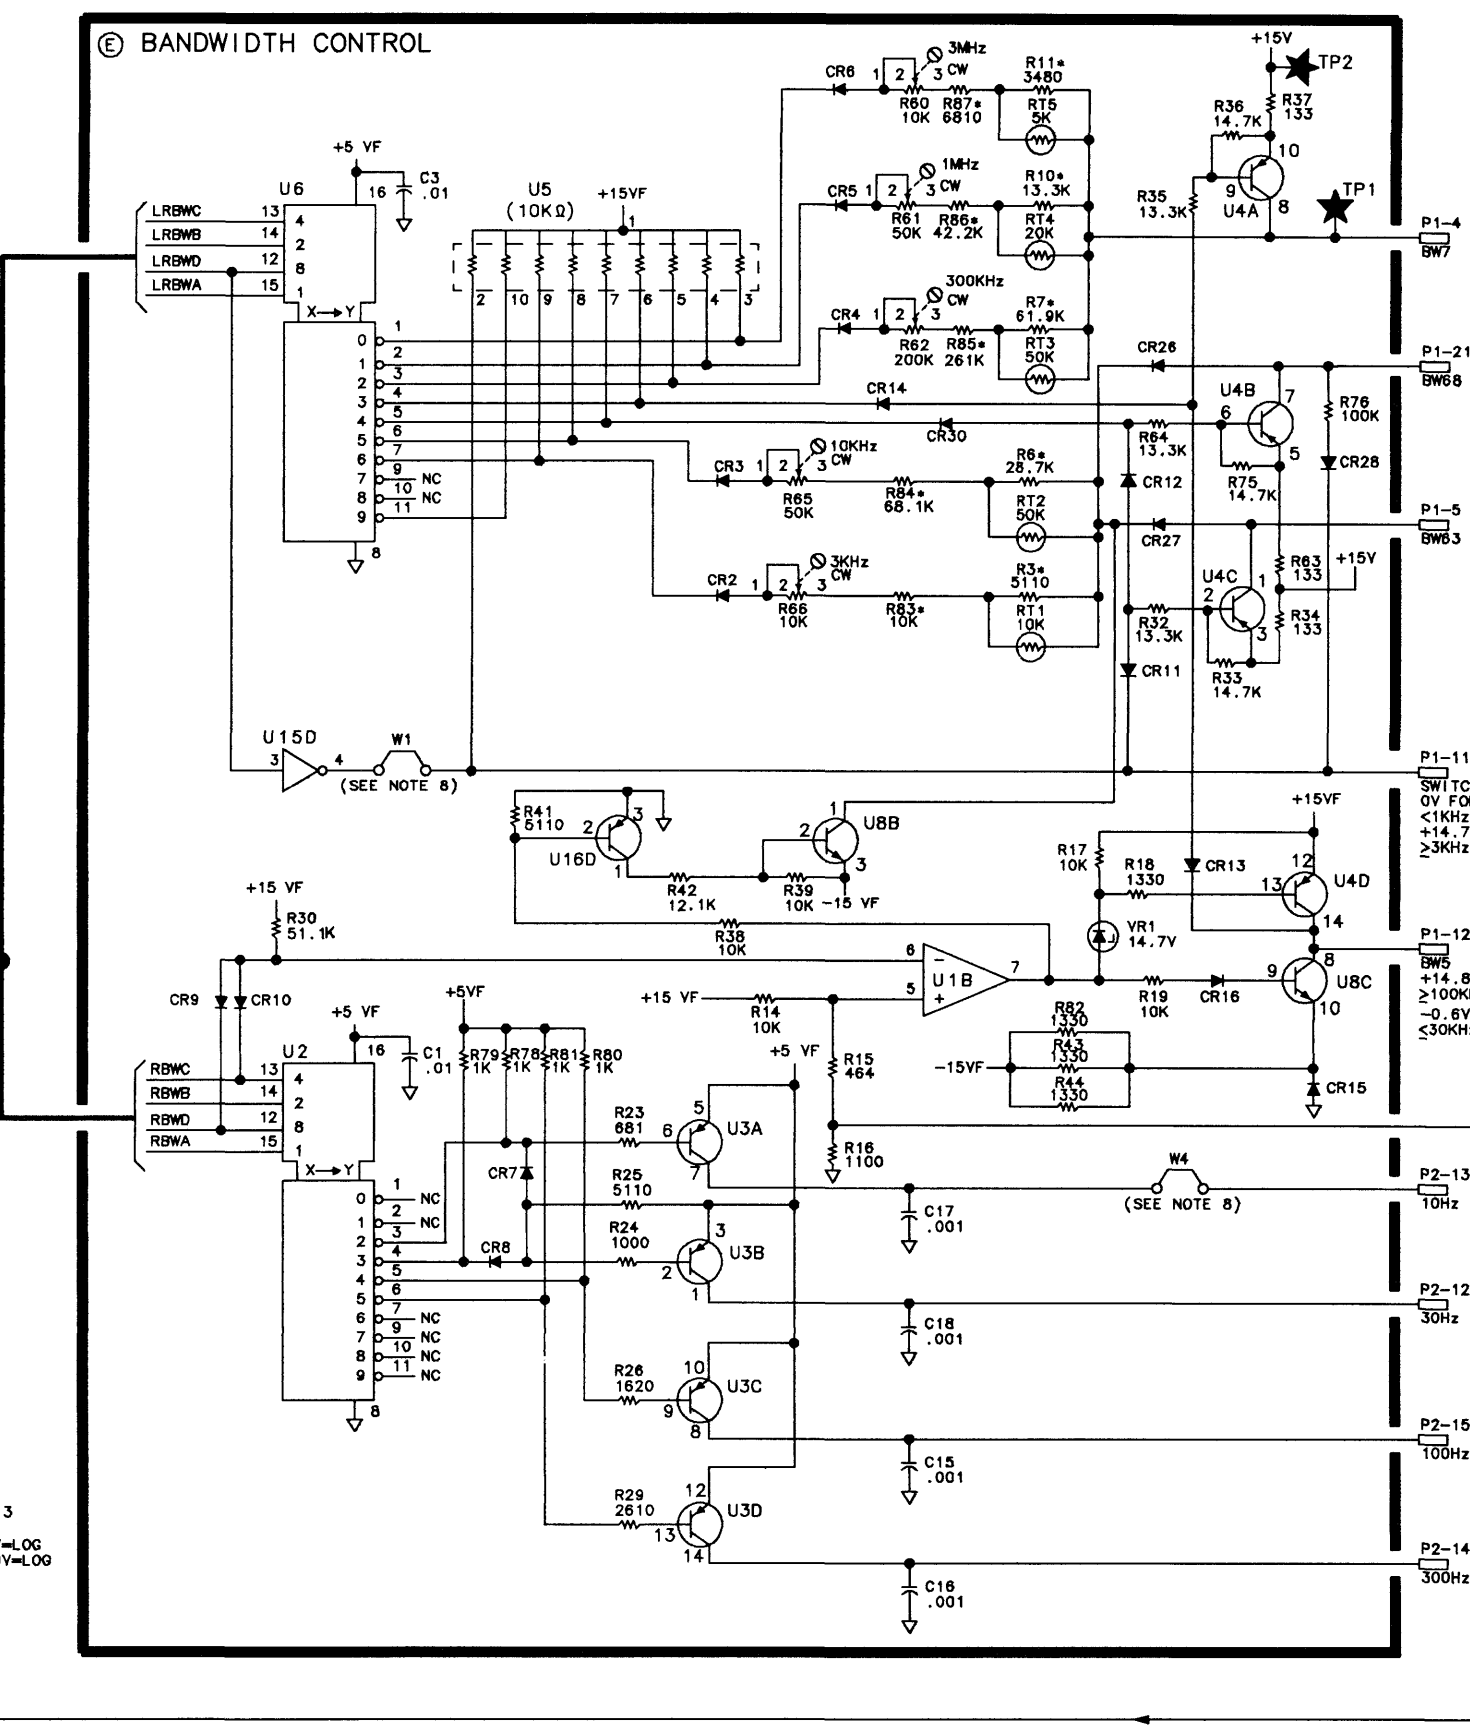 Ⓔ BANDWIDTH CONTROL
+5 VF
U6
16
C3
.01
LRBWC 13 4
LRBWB 14 2
LRBWD 12 8
LRBWA 15 1
X→Y
0 1
1 2
2 3
3 4
4 5
5 6
6 7
7 9 NC
8 10 NC
9 11
8
U5
(10KΩ)
+15VF
1
2 10 9 8 7 6 5 4 3
CR6 1 2 3 CW
3MHz
R60
10K
R87*
6810
R11*
3480
RT5
5K
CR5 1 2 3 CW
1MHz
R61
50K
R86*
42.2K
R10*
13.3K
RT4
20K
CR4 1 2 3 CW
300KHz
R62
200K
R85*
261K
R7*
61.9K
RT3
50K
CR14
CR30
CR3 1 2 3 CW
10KHz
R65
50K
R84*
68.1K
R6*
28.7K
RT2
50K
CR2 1 2 3 CW
3KHz
R66
10K
R83*
10K
R3*
5110
RT1
10K
+15V
TP2
R37
133
R36
14.7K
10
9
8
U4A
R35
13.3K
TP1
P1-4
BW7
CR26
P1-21
BW68
U4B
7
6
5
R64
13.3K
R75
14.7K
R76
100K
CR28
CR12
CR27
P1-5
BW63
R63
133
+15V
U4C
1
2
3
R34
133
R32
13.3K
R33
14.7K
CR11
U15D
3 4
W1
(SEE NOTE 8)
P1-11
SWITC
0V FO
<1KHz
+14.7
≥3KHz
R41
5110
2 3
1
U16D
R42
12.1K
R39
10K
1
2
3
U8B
-15 VF
R38
10K
+15VF
R17
10K
R18
1330
CR13
12
13
14
U4D
VR1
14.7V
P1-12
BW5
+14.8
≥100K
-0.6V
≤30KH
+15 VF
R30
51.1K
6 −
5 +
U1B
7
R19
10K
CR16
8
9
10
U8C
+15 VF
R14
10K
R15
464
R16
1100
R82
1330
R43
1330
R44
1330
-15VF
CR15
CR9
CR10
+5 VF
U2
16
C1
.01
RBWC 13 4
RBWB 14 2
RBWD 12 8
RBWA 15 1
X→Y
0 1 NC
1 2 NC
2 3
3 4
4 5
5 6
6 7 NC
7 9 NC
8 10 NC
9 11 NC
8
+5VF
R79
1K
R78
1K
R81
1K
R80
1K
+5 VF
R23
681
5
6
7
U3A
CR7
R25
5110
R24
1000
CR8
3
2
1
U3B
W4
(SEE NOTE 8)
C17
.001
P2-13
10Hz
C18
.001
P2-12
30Hz
R26
1620
10
9
8
U3C
C15
.001
P2-15
100Hz
R29
2610
12
13
14
U3D
C16
.001
P2-14
300Hz
3
=LOG
V=LOG